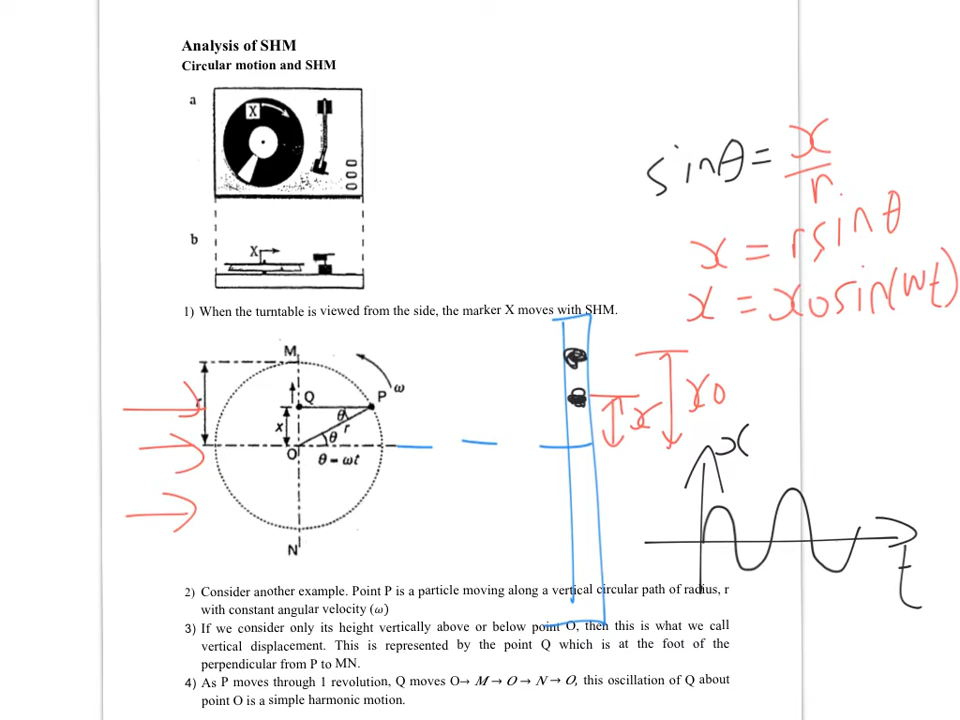 Analysis of SHM
Circular motion and SHM
a
X
b
X
sinθ = x/r
x = rsinθ
x = x0sin(wt)
1) When the turntable is viewed from the side, the marker X moves with SHM.
M
Q
P
ω
r
x
θ
r
θ
O
θ = ωt
N
x
x0
x
t
2) Consider another example. Point P is a particle moving along a vertical circular path of radius, r
with constant angular velocity (ω)
3) If we consider only its height vertically above or below point O, then this is what we call
vertical displacement. This is represented by the point Q which is at the foot of the
perpendicular from P to MN.
4) As P moves through 1 revolution, Q moves O→ M → O → N → O, this oscillation of Q about
point O is a simple harmonic motion.